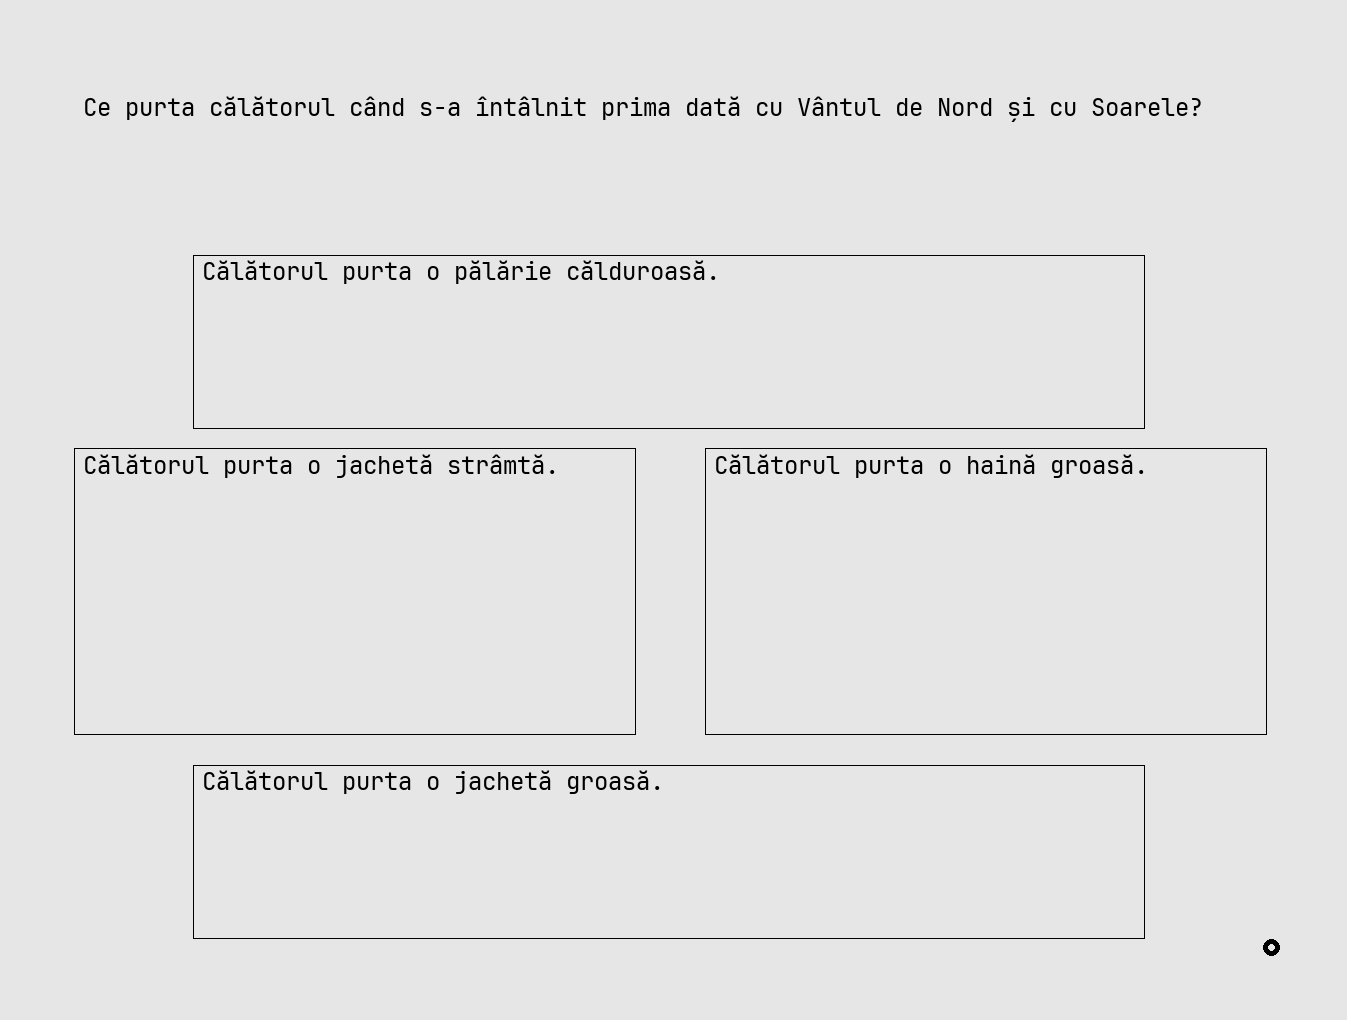 Ce purta călătorul când s-a întâlnit prima dată cu Vântul de Nord și cu Soarele?
Călătorul purta o pălărie călduroasă.
Călătorul purta o jachetă strâmtă.
Călătorul purta o haină groasă.
Călătorul purta o jachetă groasă.